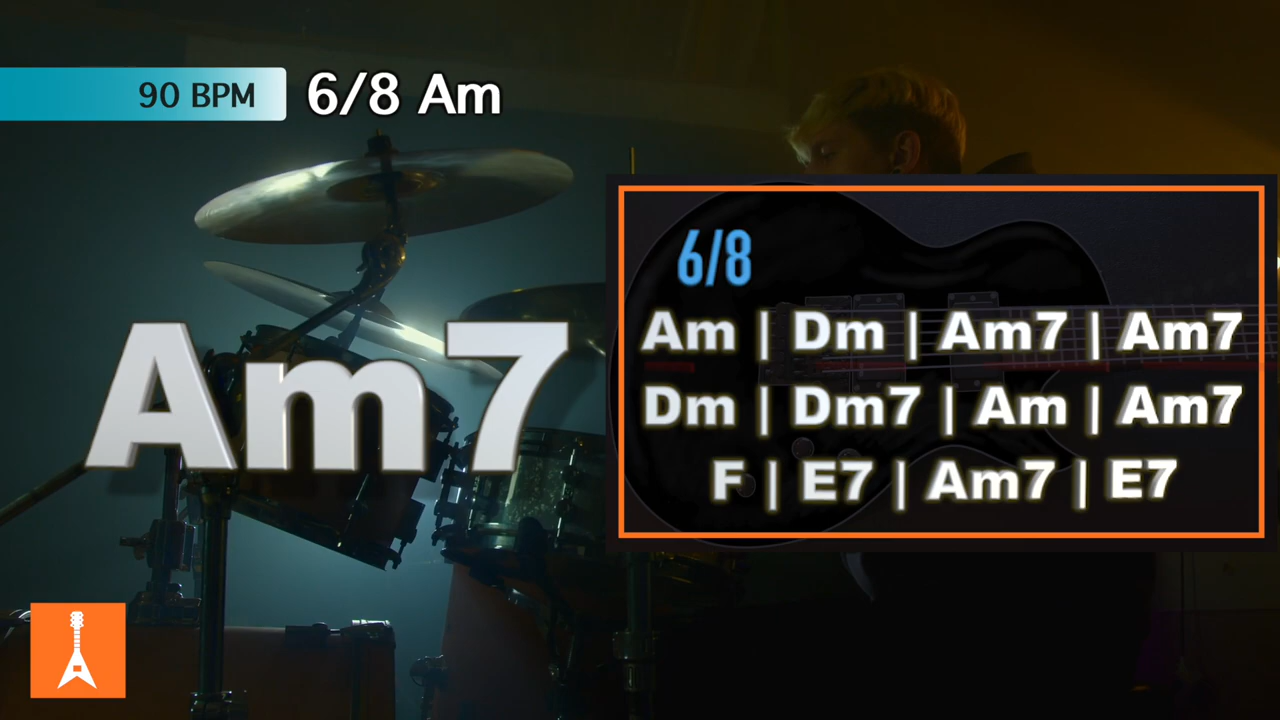 90 BPM 6/8 Am
6/8
Am | Dm | Am7 | Am7
Dm | Dm7 | Am | Am7
F | E7 | Am7 | E7
Am7